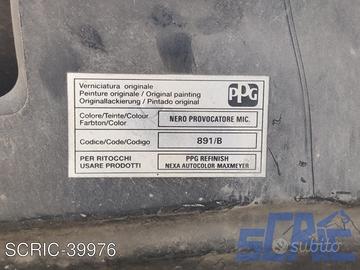 Verniciatura originale
Peinture originale / Original painting
Originallackierung / Pintado original
PPG
Colore/Teinte/Colour
Farbton/Color
NERO PROVOCATORE MIC.
Codice/Code/Codigo
891/B
PER RITOCCHI
USARE PRODOTTI
PPG REFINISH
NEXA AUTOCOLOR MAXMEYER
SCRIC-39976
subito